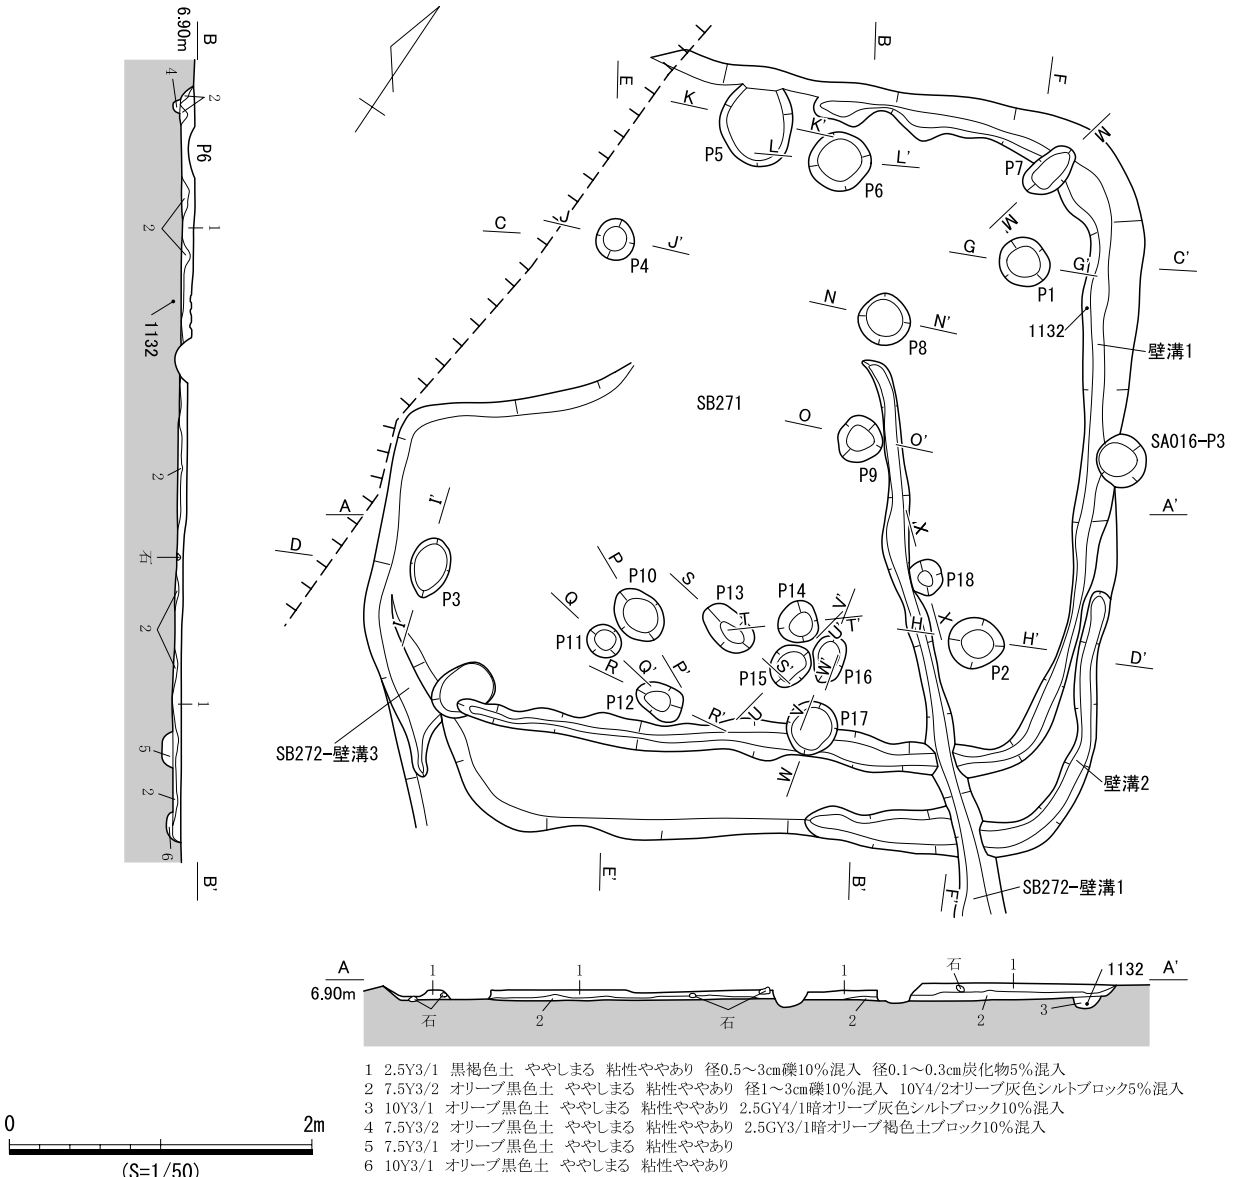 B
6.90m
4
2
P6
2
1
1132
2
石
2
1
5
2
6
B'
B
E
F
K
K'
M
P5
L
L'
P6
P7
M'
C
J
J'
P4
G
G'
P1
C'
N
N'
P8
1132
壁溝1
SB271
O
O'
P9
SA016-P3
I'
A
A'
D
X'
P3
I
P
P10
S
P13
P14
V'
P18
Q
T
T'
U'
H
X
H'
P2
P11
R
Q'
P'
S'
P15
W'
P16
D'
P12
R'
U
V
P17
W
SB272-壁溝3
壁溝2
E'
B'
F'
SB272-壁溝1
A
6.90m
1
1
1
石
1
1132
A'
石
2
石
2
2
3
1 2.5Y3/1 黒褐色土 ややしまる 粘性ややあり 径0.5～3㎝礫10％混入 径0.1～0.3㎝炭化物5％混入
2 7.5Y3/2 オリーブ黒色土 ややしまる 粘性ややあり 径1～3㎝礫10％混入 10Y4/2オリーブ灰色シルトブロック5％混入
3 10Y3/1 オリーブ黒色土 ややしまる 粘性ややあり 2.5GY4/1暗オリーブ灰色シルトブロック10％混入
4 7.5Y3/2 オリーブ黒色土 ややしまる 粘性ややあり 2.5GY3/1暗オリーブ褐色土ブロック10％混入
5 7.5Y3/1 オリーブ黒色土 ややしまる 粘性ややあり
6 10Y3/1 オリーブ黒色土 ややしまる 粘性ややあり
0
2m
(S=1/50)